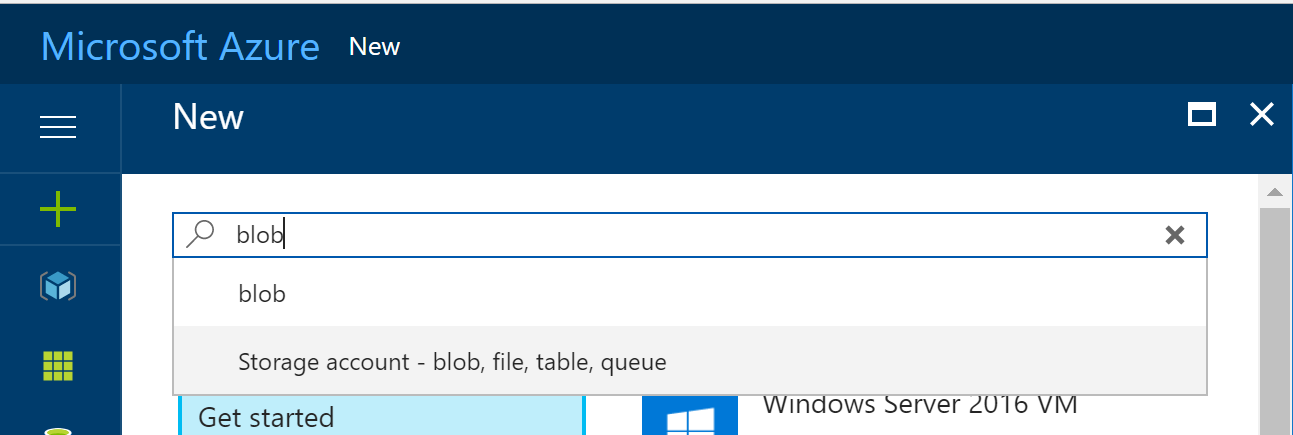 Microsoft Azure New
New
blob
blob
Storage account - blob, file, table, queue
Get started
Windows Server 2016 VM